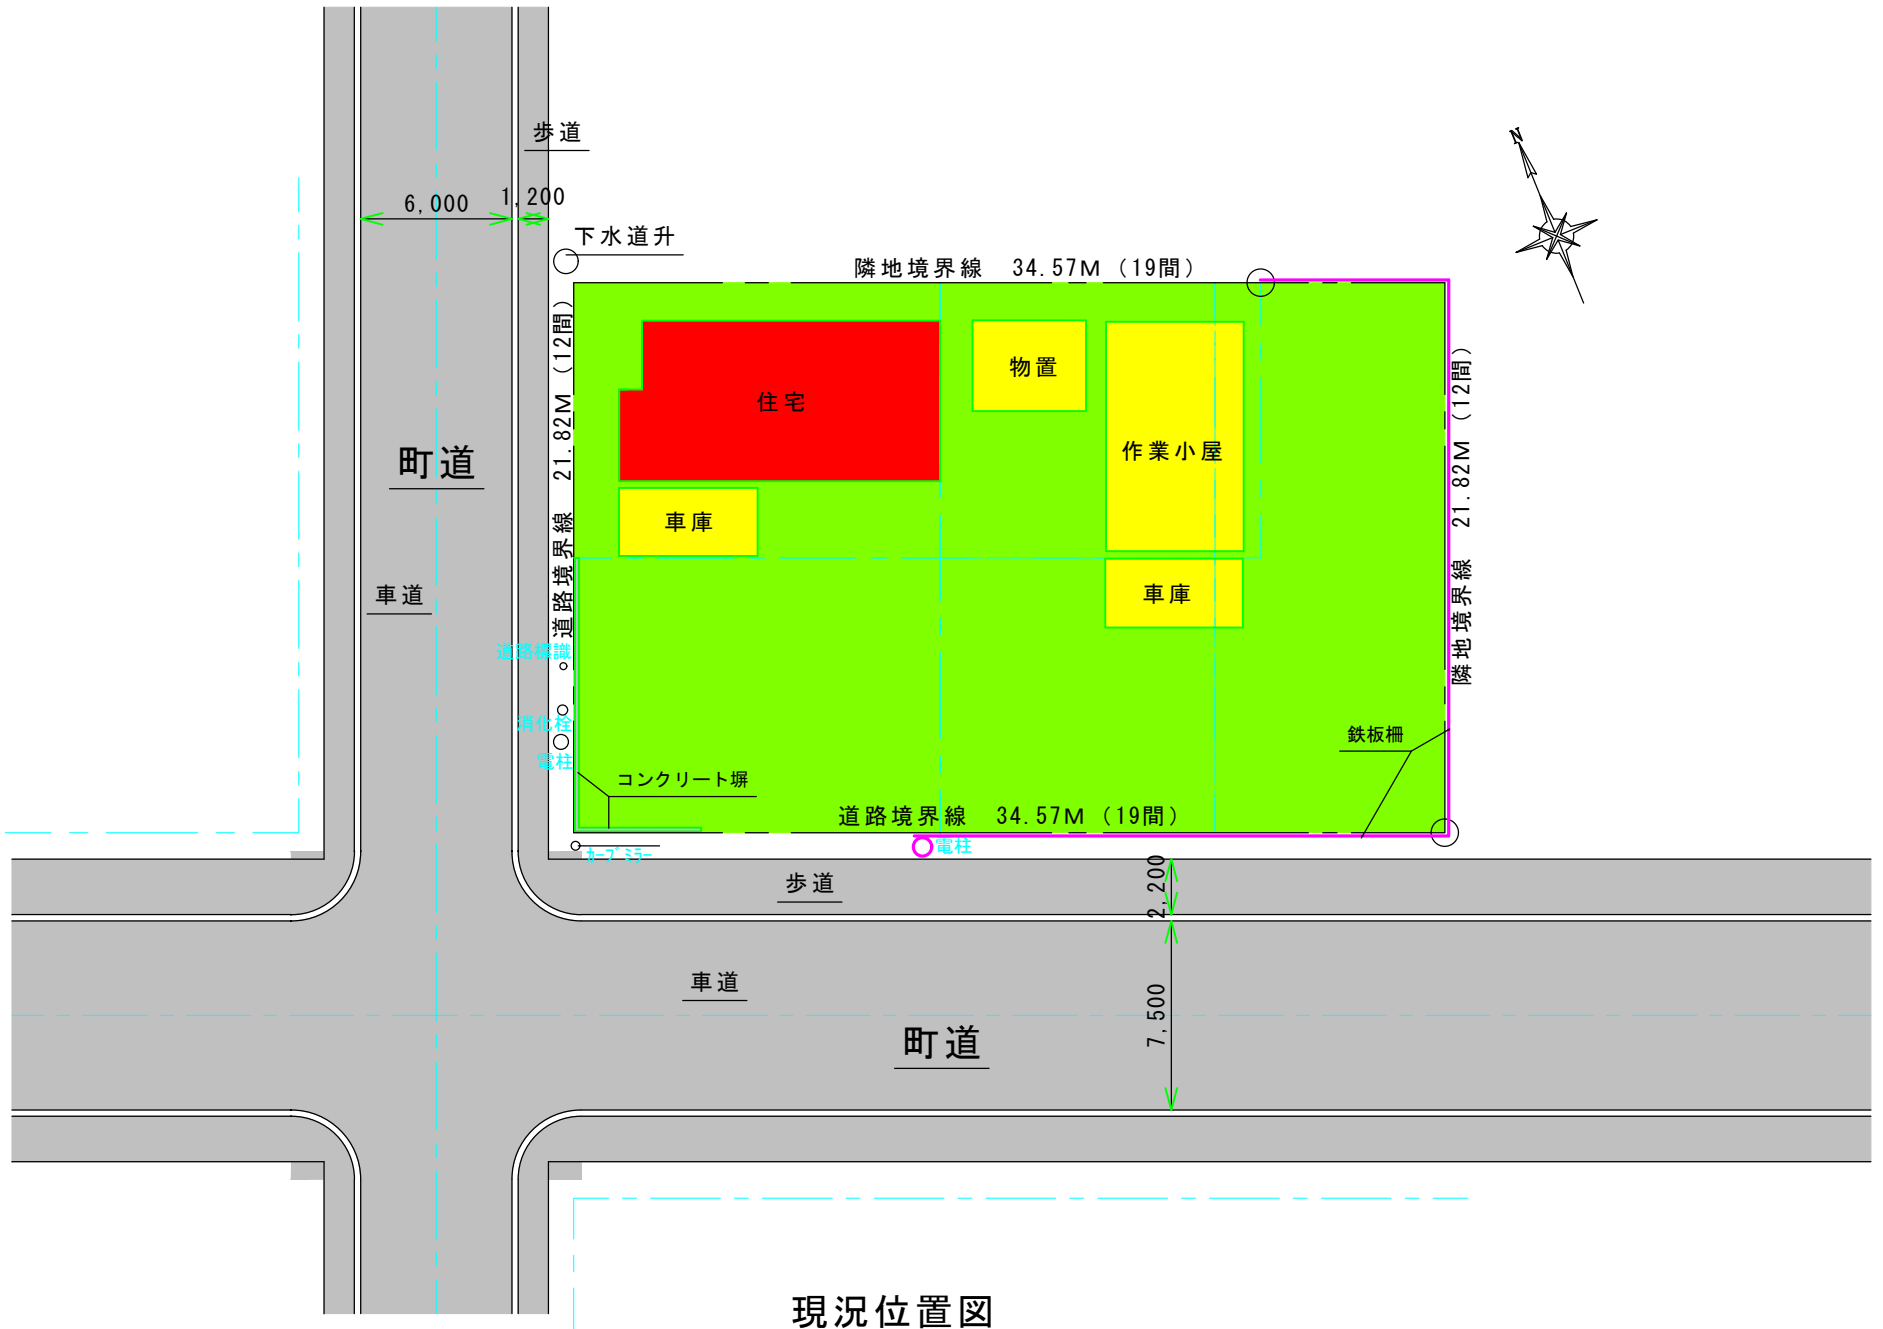 歩道
N
6,000
1,200
下水道升
隣地境界線　34.57M（19間）
道路境界線　21.82M（12間）
隣地境界線　21.82M（12間）
住宅
物置
作業小屋
車庫
車庫
町道
車道
道路標識
消化栓
電柱
コンクリート塀
鉄板柵
道路境界線　34.57M（19間）
ｶｰﾌﾞﾐﾗｰ
電柱
歩道
2,200
車道
7,500
町道
現況位置図